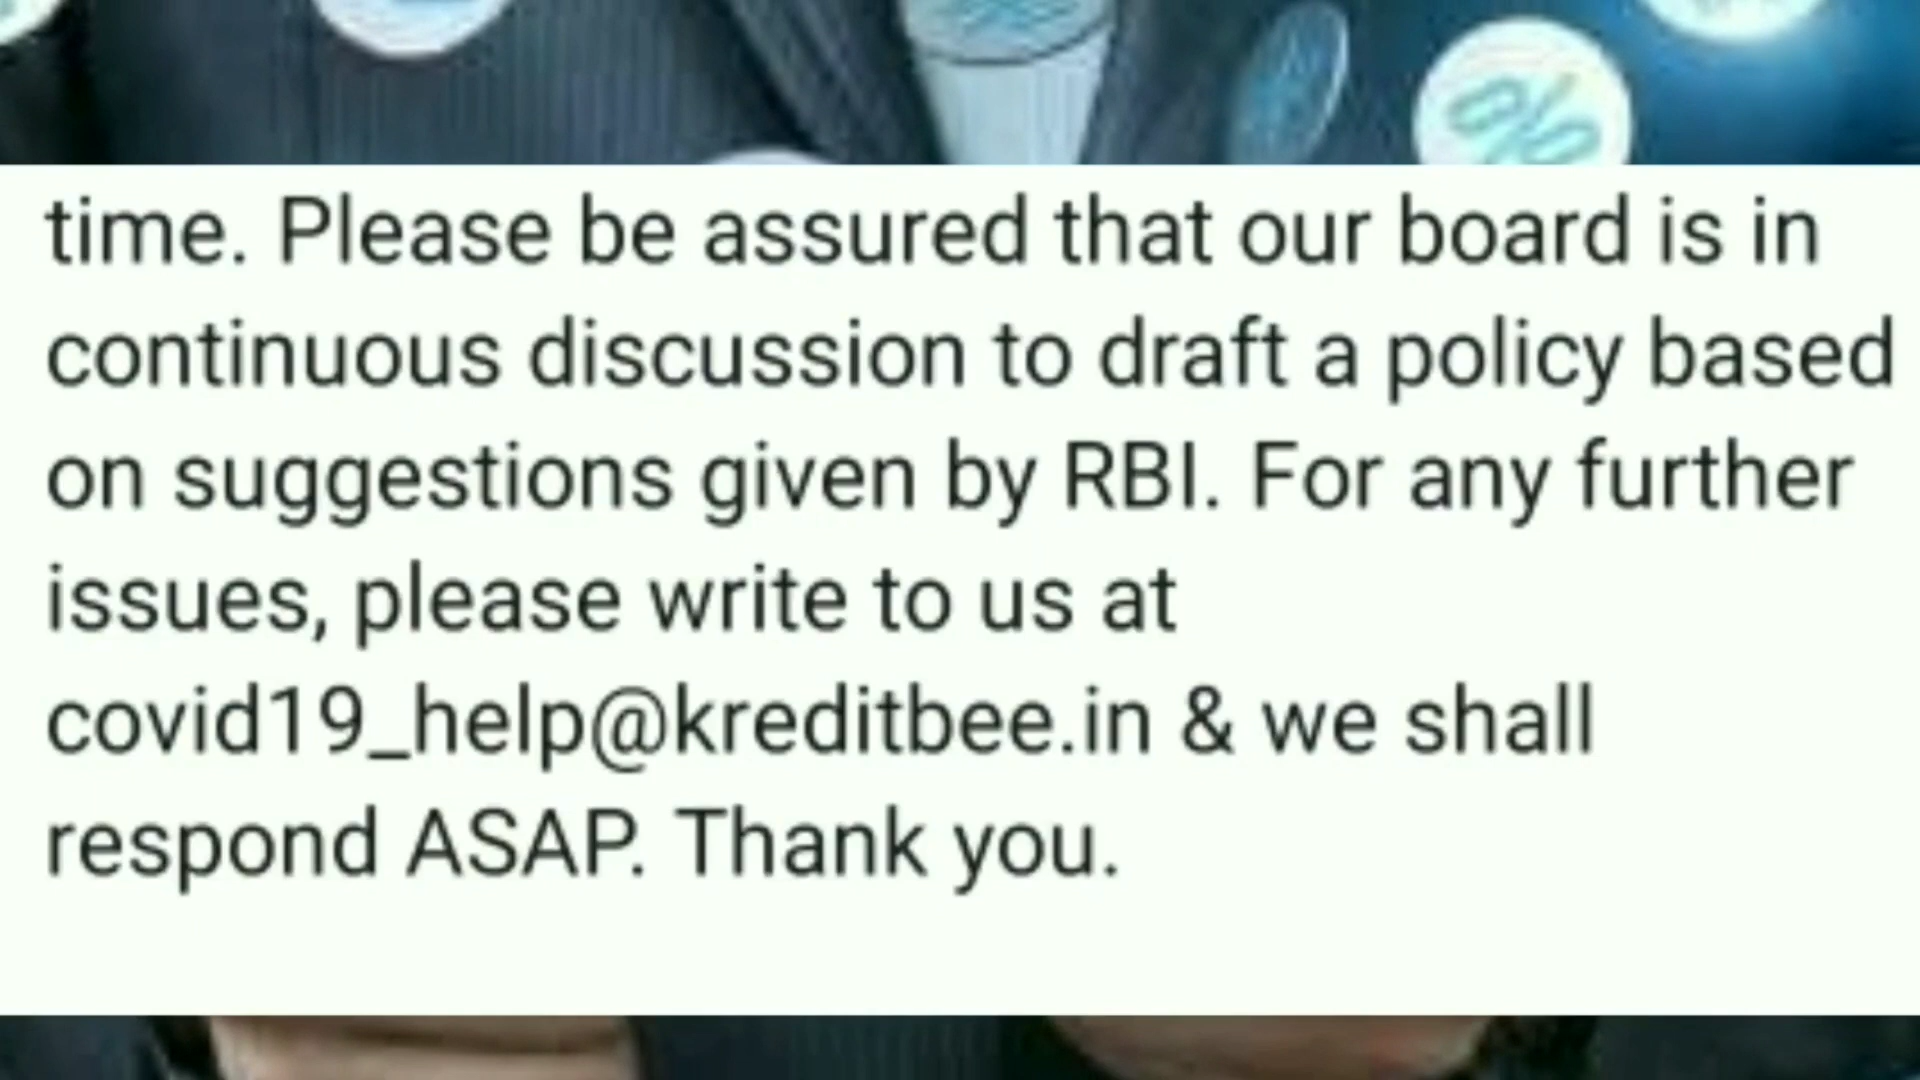 time. Please be assured that our board is in
continuous discussion to draft a policy based
on suggestions given by RBI. For any further
issues, please write to us at
covid19_help@kreditbee.in & we shall
respond ASAP. Thank you.